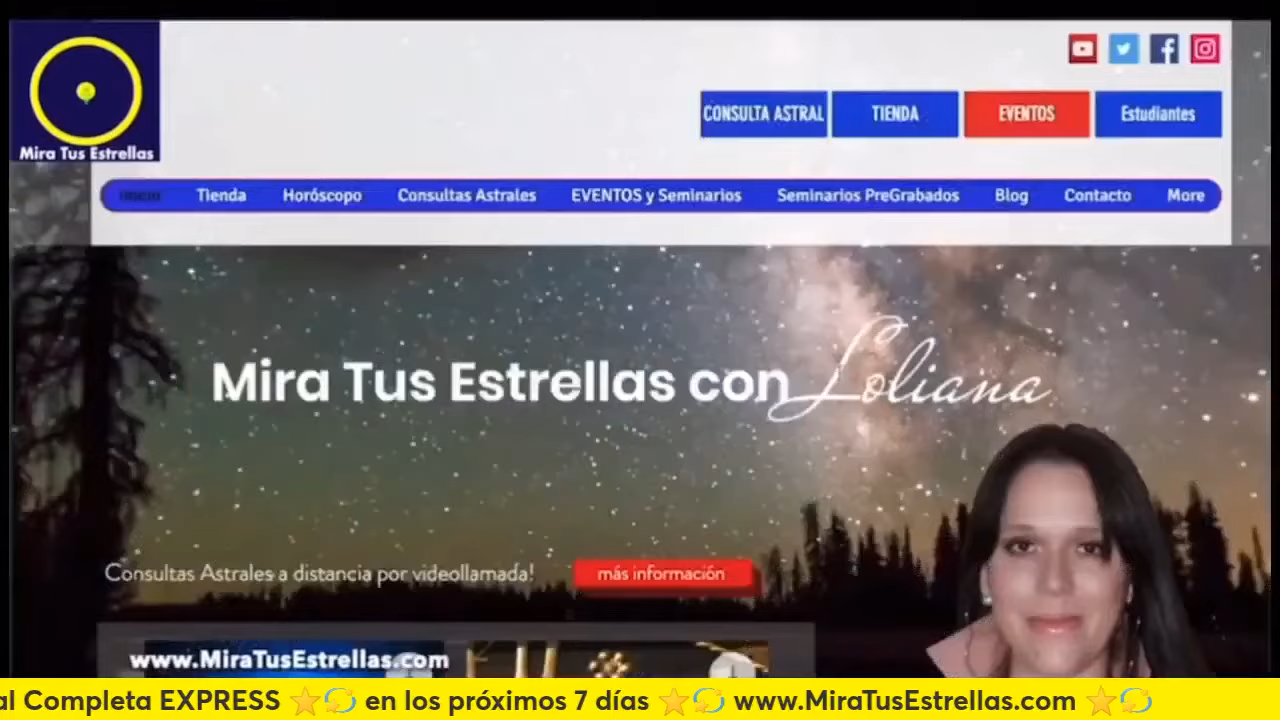 Mira Tus Estrellas
CONSULTA ASTRAL TIENDA EVENTOS Estudiantes
Inicio Tienda Horóscopo Consultas Astrales EVENTOS y Seminarios Seminarios PreGrabados Blog Contacto More
Mira Tus Estrellas con Loliana
Consultas Astrales a distancia por videollamada! más información
www.MiraTusEstrellas.com
al Completa EXPRESS ⭐💫 en los próximos 7 días ⭐💫 www.MiraTusEstrellas.com ⭐💫